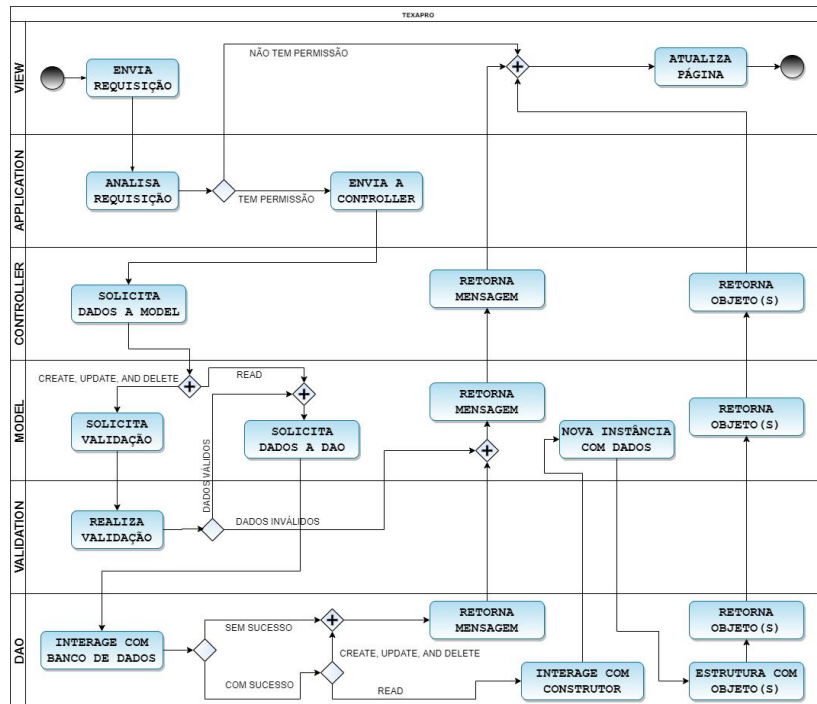 TEXAPRO
VIEW
NÃO TEM PERMISSÃO
ENVIA
REQUISIÇÃO
ATUALIZA
PÁGINA
APPLICATION
ANALISA
REQUISIÇÃO
TEM PERMISSÃO
ENVIA A
CONTROLLER
CONTROLLER
SOLICITA
DADOS A MODEL
RETORNA
MENSAGEM
RETORNA
OBJETO(S)
MODEL
CREATE, UPDATE, AND DELETE
READ
SOLICITA
VALIDAÇÃO
SOLICITA
DADOS A DAO
RETORNA
MENSAGEM
NOVA INSTÂNCIA
COM DADOS
RETORNA
OBJETO(S)
DADOS VÁLIDOS
VALIDATION
REALIZA
VALIDAÇÃO
DADOS INVÁLIDOS
DAO
INTERAGE COM
BANCO DE DADOS
SEM SUCESSO
COM SUCESSO
CREATE, UPDATE, AND DELETE
READ
RETORNA
MENSAGEM
INTERAGE COM
CONSTRUTOR
RETORNA
OBJETO(S)
ESTRUTURA COM
OBJETO(S)